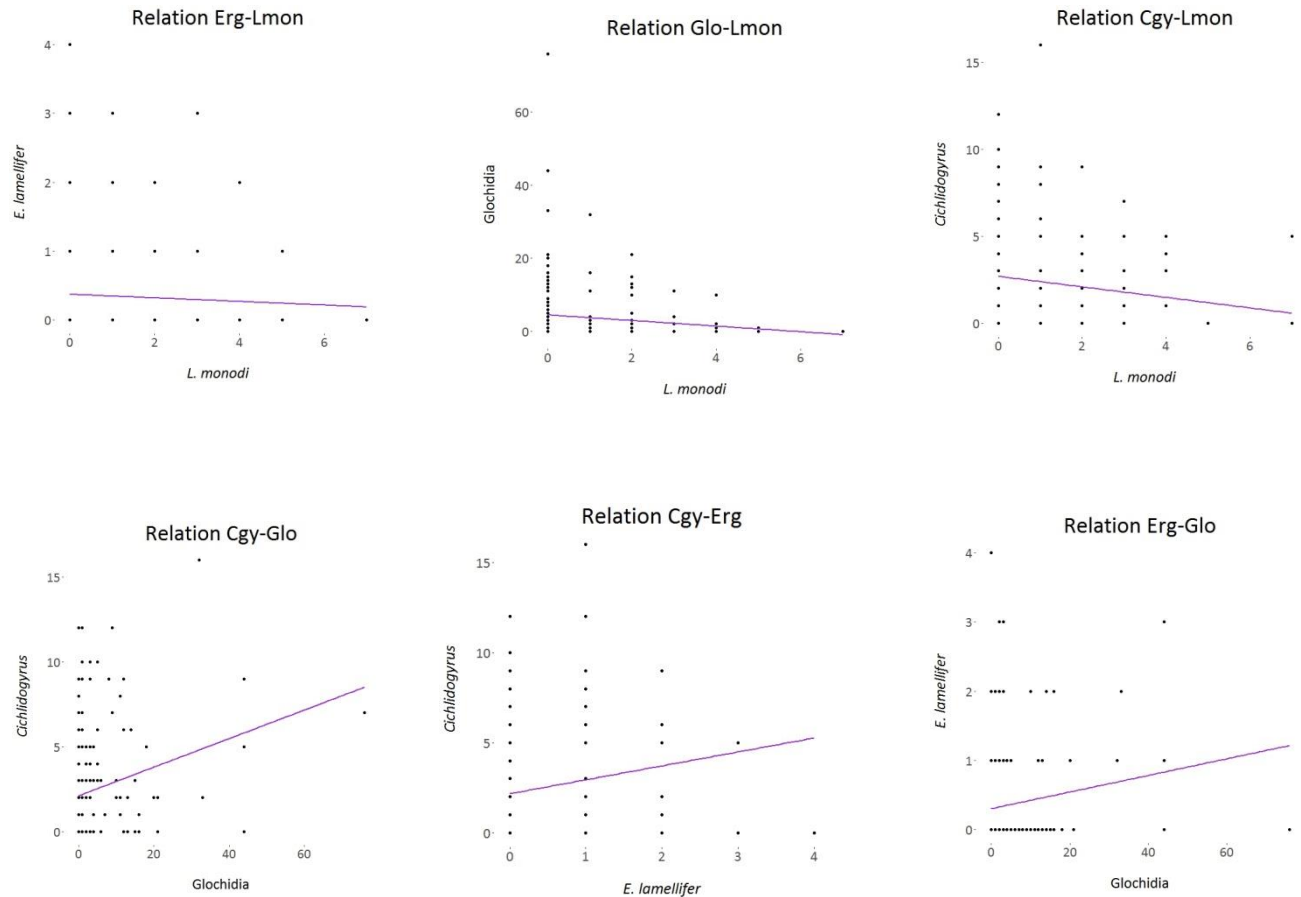 Relation Erg-Lmon
4
3
2
1
0
E. lamellifer
0 2 4 6
L. monodi
Relation Glo-Lmon
60
40
20
0
Glochidia
0 2 4 6
L. monodi
Relation Cgy-Lmon
15
10
5
0
Cichlidogyrus
0 2 4 6
L. monodi
Relation Cgy-Glo
15
10
5
0
Cichlidogyrus
0 20 40 60
Glochidia
Relation Cgy-Erg
15
10
5
0
Cichlidogyrus
0 1 2 3 4
E. lamellifer
Relation Erg-Glo
4
3
2
1
0
E. lamellifer
0 20 40 60
Glochidia